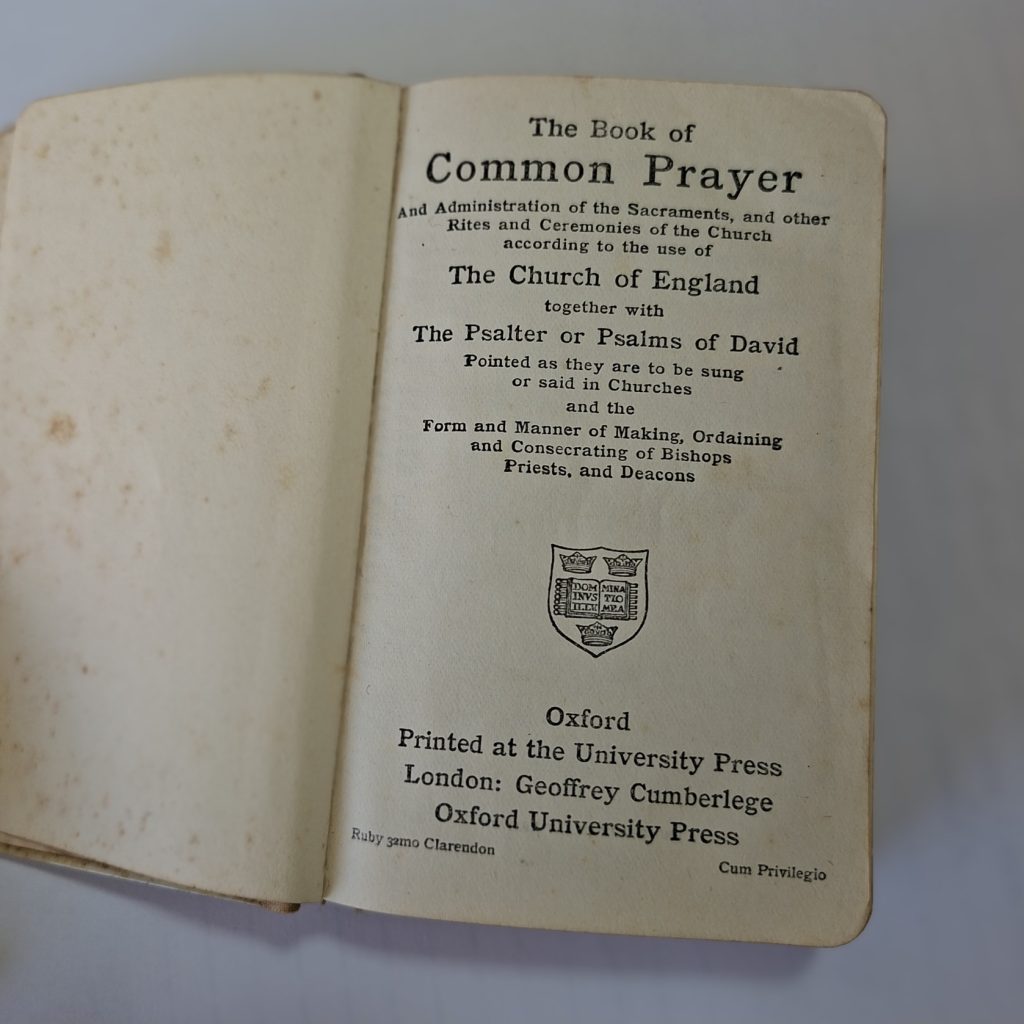 The Book of
Common Prayer
And Administration of the Sacraments, and other
Rites and Ceremonies of the Church
according to the use of
The Church of England
together with
The Psalter or Psalms of David
Pointed as they are to be sung
or said in Churches
and the
Form and Manner of Making, Ordaining
and Consecrating of Bishops
Priests, and Deacons
DOM MINA
INVS TIO
ILLV MEA
Oxford
Printed at the University Press
London: Geoffrey Cumberlege
Oxford University Press
Ruby 32mo Clarendon
Cum Privilegio